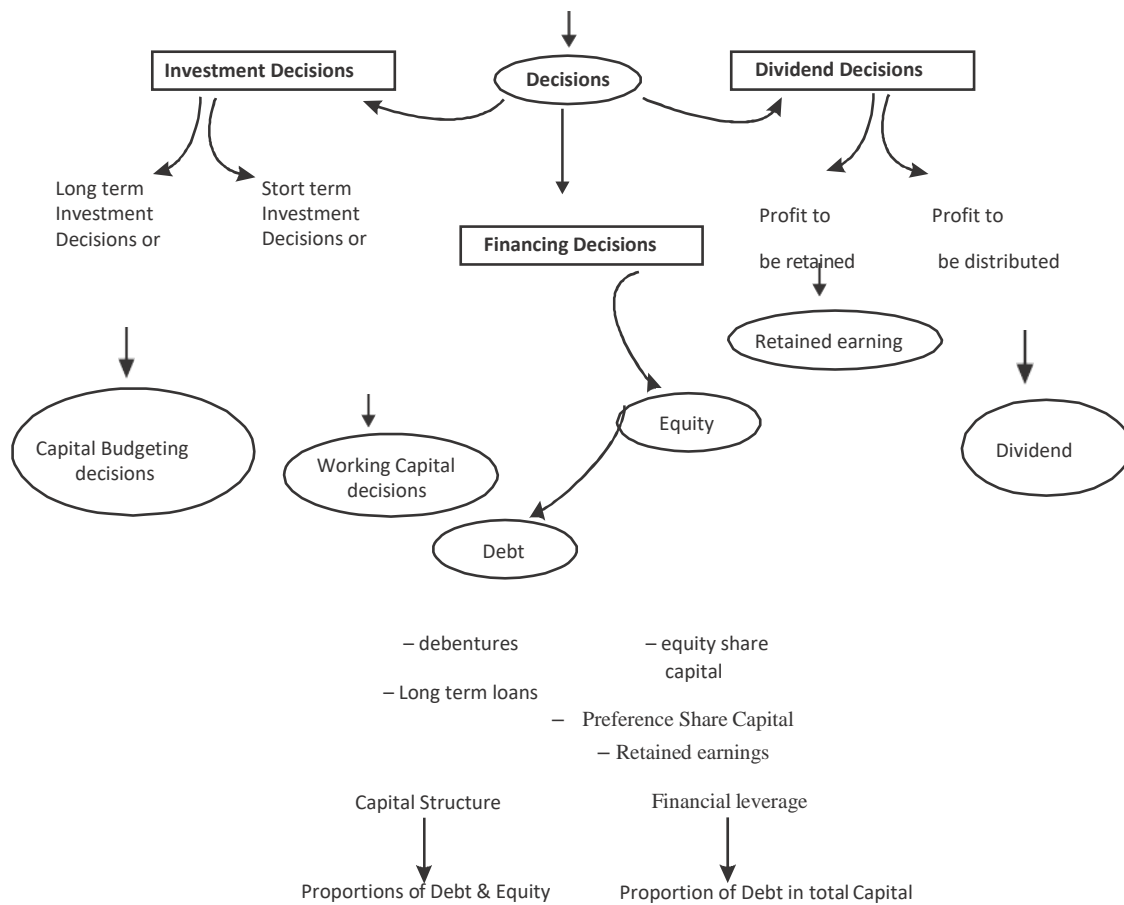 Investment Decisions
Decisions
Dividend Decisions
Long term
Investment
Decisions or
Stort term
Investment
Decisions or
Financing Decisions
Profit to
be retained
Profit to
be distributed
Retained earning
Capital Budgeting
decisions
Working Capital
decisions
Equity
Dividend
Debt
– debentures
– Long term loans
– equity share
capital
– Preference Share Capital
– Retained earnings
Capital Structure
Financial leverage
Proportions of Debt & Equity
Proportion of Debt in total Capital